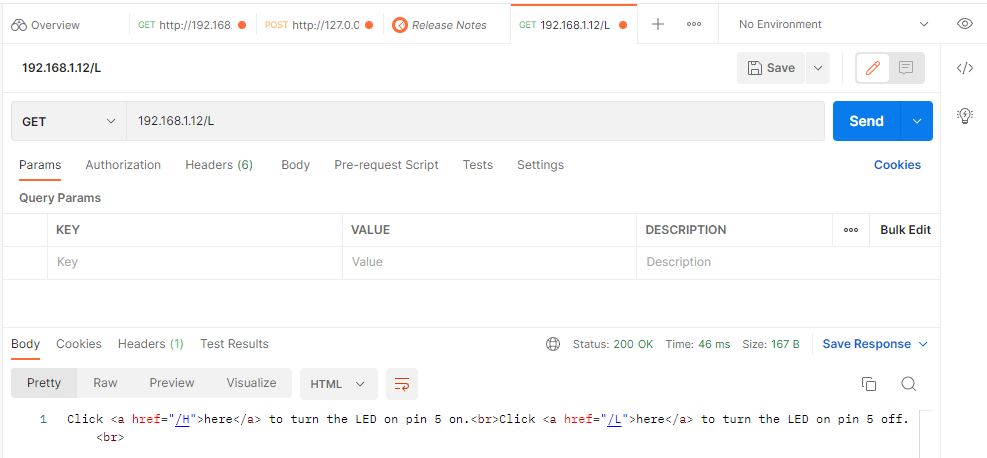 Overview GET http://192.168. POST http://127.0.0 Release Notes GET 192.168.1.12/L No Environment
192.168.1.12/L Save
GET 192.168.1.12/L Send
Params Authorization Headers (6) Body Pre-request Script Tests Settings Cookies
Query Params
KEY VALUE DESCRIPTION Bulk Edit
Key Value Description
Body Cookies Headers (1) Test Results Status: 200 OK Time: 46 ms Size: 167 B Save Response
Pretty Raw Preview Visualize HTML
1 Click <a href="/H">here</a> to turn the LED on pin 5 on.<br>Click <a href="/L">here</a> to turn the LED on pin 5 off.
<br>